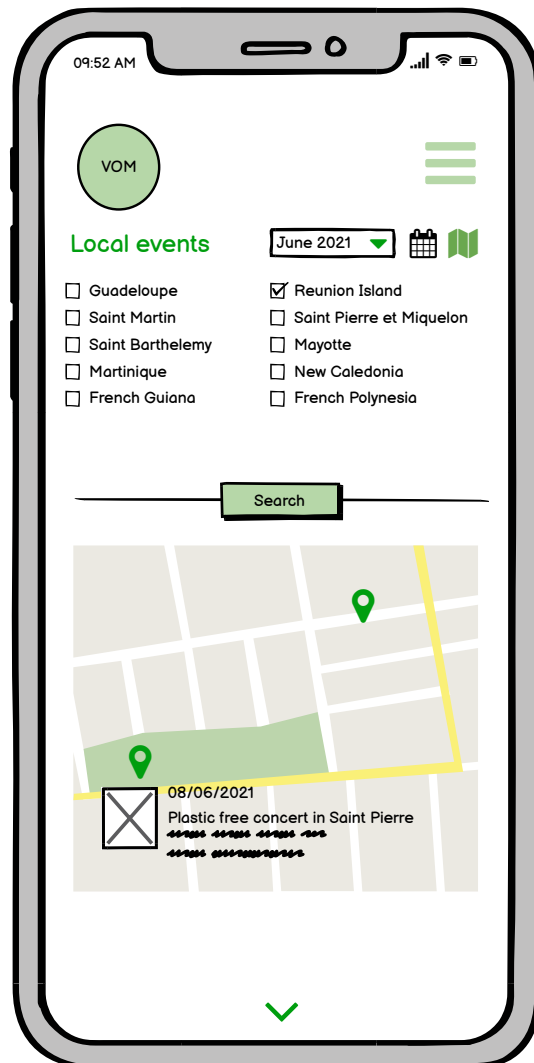 09:52 AM
VOM
Local events
June 2021
Guadeloupe
Reunion Island
Saint Martin
Saint Pierre et Miquelon
Saint Barthelemy
Mayotte
Martinique
New Caledonia
French Guiana
French Polynesia
Search
08/06/2021
Plastic free concert in Saint Pierre